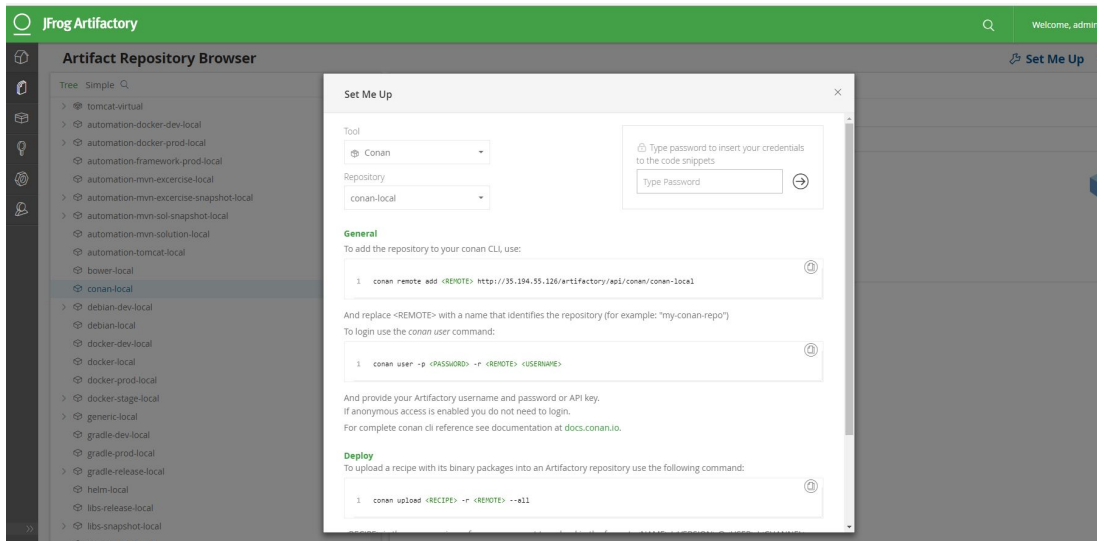 JFrog Artifactory
Welcome, admin
Artifact Repository Browser
Set Me Up
Tree Simple
tomcat-virtual
automation-docker-dev-local
automation-docker-prod-local
automation-framework-prod-local
automation-mvn-excercise-local
automation-mvn-excercise-snapshot-local
automation-mvn-sol-snapshot-local
automation-mvn-solution-local
automation-tomcat-local
bower-local
conan-local
debian-dev-local
debian-local
docker-dev-local
docker-local
docker-prod-local
docker-stage-local
generic-local
gradle-dev-local
gradle-prod-local
gradle-release-local
helm-local
libs-release-local
libs-snapshot-local
Set Me Up
Tool
Conan
Repository
conan-local
Type password to insert your credentials
to the code snippets
Type Password
General
To add the repository to your conan CLI, use:
1 conan remote add <REMOTE> http://35.194.55.126/artifactory/api/conan/conan-local
And replace <REMOTE> with a name that identifies the repository (for example: "my-conan-repo")
To login use the conan user command:
1 conan user -p <PASSWORD> -r <REMOTE> <USERNAME>
And provide your Artifactory username and password or API key.
If anonymous access is enabled you do not need to login.
For complete conan cli reference see documentation at docs.conan.io.
Deploy
To upload a recipe with its binary packages into an Artifactory repository use the following command:
1 conan upload <RECIPE> -r <REMOTE> --all